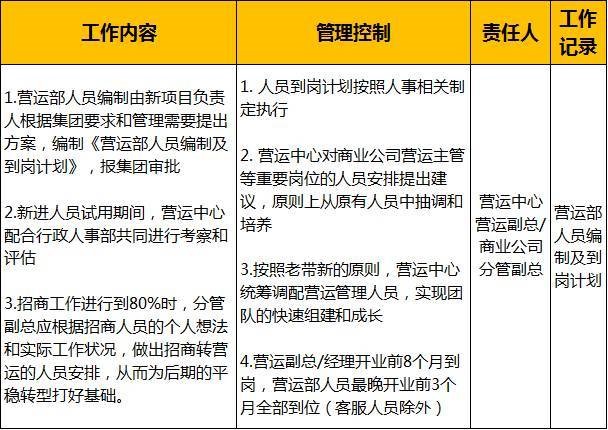 工作内容
管理控制
责任人
工作
记录
1.营运部人员编制由新项目负责
人根据集团要求和管理需要提出
方案，编制《营运部人员编制及
到岗计划》，报集团审批
2.新进人员试用期间，营运中心
配合行政人事部共同进行考察和
评估
3.招商工作进行到80%时，分管
副总应根据招商人员的个人想法
和实际工作状况，做出招商转营
运的人员安排，从而为后期的平
稳转型打好基础。
1. 人员到岗计划按照人事相关制
定执行
2. 营运中心对商业公司营运主管
等重要岗位的人员安排提出建
议，原则上从原有人员中抽调和
培养
3.按照老带新的原则，营运中心
统筹调配营运管理人员，实现团
队的快速组建和成长
4.营运副总/经理开业前8个月到
岗，营运部人员最晚开业前3个
月全部到位（客服人员除外）
营运中心
营运副总/
商业公司
分管副总
营运部
人员编
制及到
岗计划